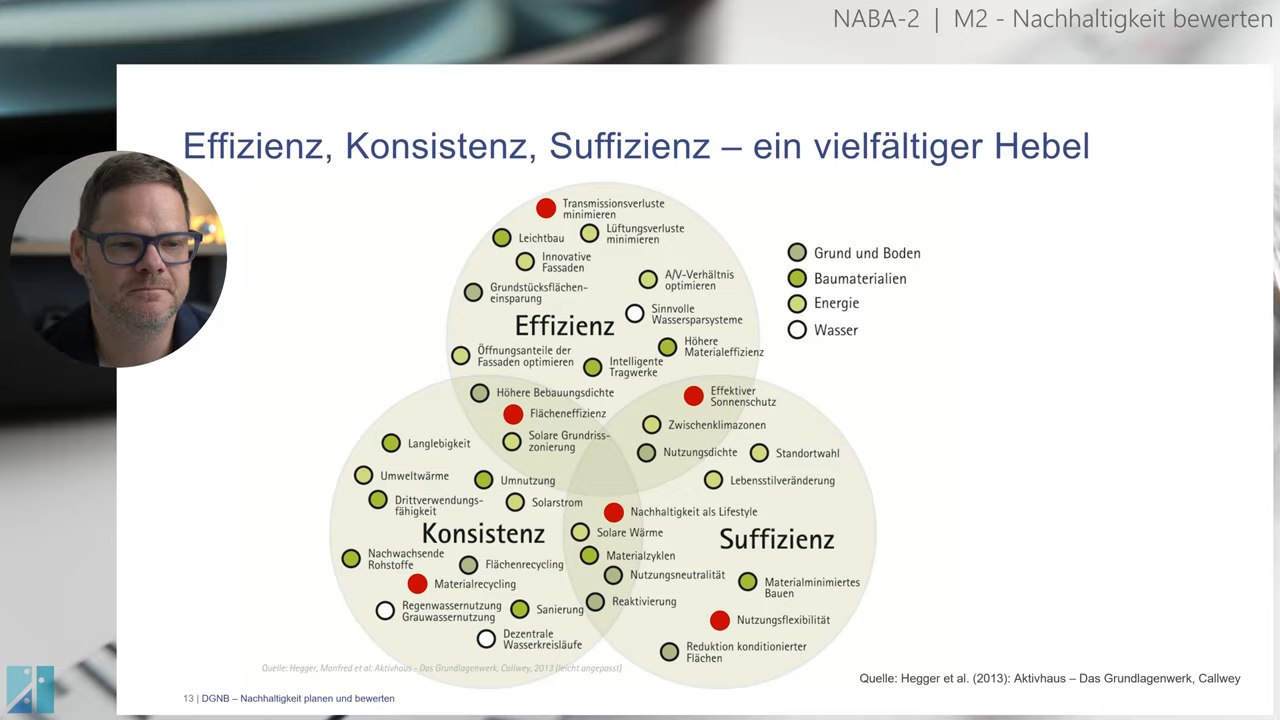 NABA-2 | M2 - Nachhaltigkeit bewerten
Effizienz, Konsistenz, Suffizienz – ein vielfältiger Hebel
Transmissionsverluste
minimieren
Leichtbau
Lüftungsverluste
minimieren
Innovative
Fassaden
A/V-Verhältnis
optimieren
Grundstücksflächen-
einsparung
Sinnvolle
Wassersparsysteme
Effizienz
Höhere
Materialeffizienz
Öffnungsanteile der
Fassaden optimieren
Intelligente
Tragwerke
Grund und Boden
Baumaterialien
Energie
Wasser
Höhere Bebauungsdichte
Flächeneffizienz
Solare Grundriss-
zonierung
Effektiver
Sonnenschutz
Zwischenklimazonen
Nutzungsdichte
Standortwahl
Lebensstilveränderung
Langlebigkeit
Umweltwärme
Umnutzung
Drittverwendungs-
fähigkeit
Solarstrom
Konsistenz
Nachwachsende
Rohstoffe
Flächenrecycling
Materialrecycling
Regenwassernutzung
Grauwassernutzung
Sanierung
Dezentrale
Wasserkreisläufe
Nachhaltigkeit als Lifestyle
Solare Wärme
Materialzyklen
Nutzungsneutralität
Reaktivierung
Suffizienz
Materialminimiertes
Bauen
Nutzungsflexibilität
Reduktion konditionierter
Flächen
Quelle: Hegger, Manfred et al: Aktivhaus – Das Grundlagenwerk, Callwey, 2013 (leicht angepasst)
Quelle: Hegger et al. (2013): Aktivhaus – Das Grundlagenwerk, Callwey
13 | DGNB – Nachhaltigkeit planen und bewerten